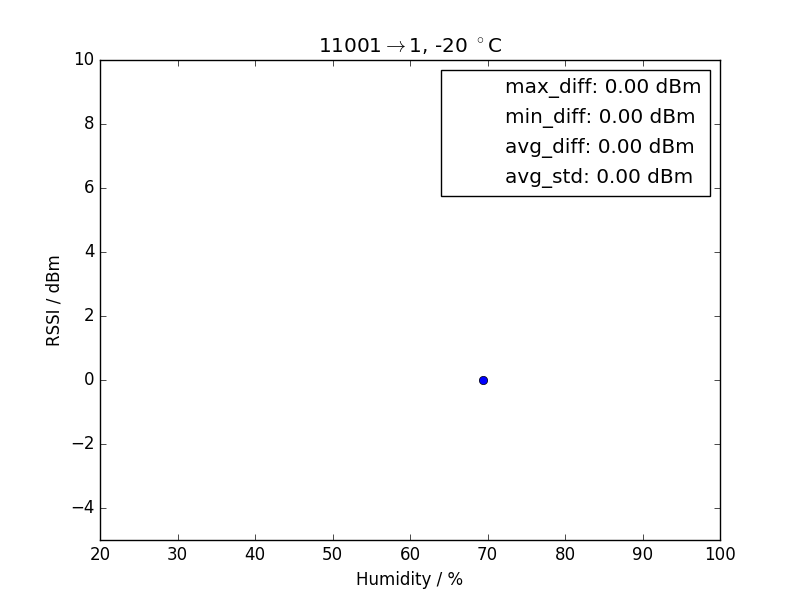 11001→1, -20 °C
max_diff: 0.00 dBm
min_diff: 0.00 dBm
avg_diff: 0.00 dBm
avg_std: 0.00 dBm
RSSI / dBm
10
8
6
4
2
0
−2
−4
20 30 40 50 60 70 80 90 100
Humidity / %